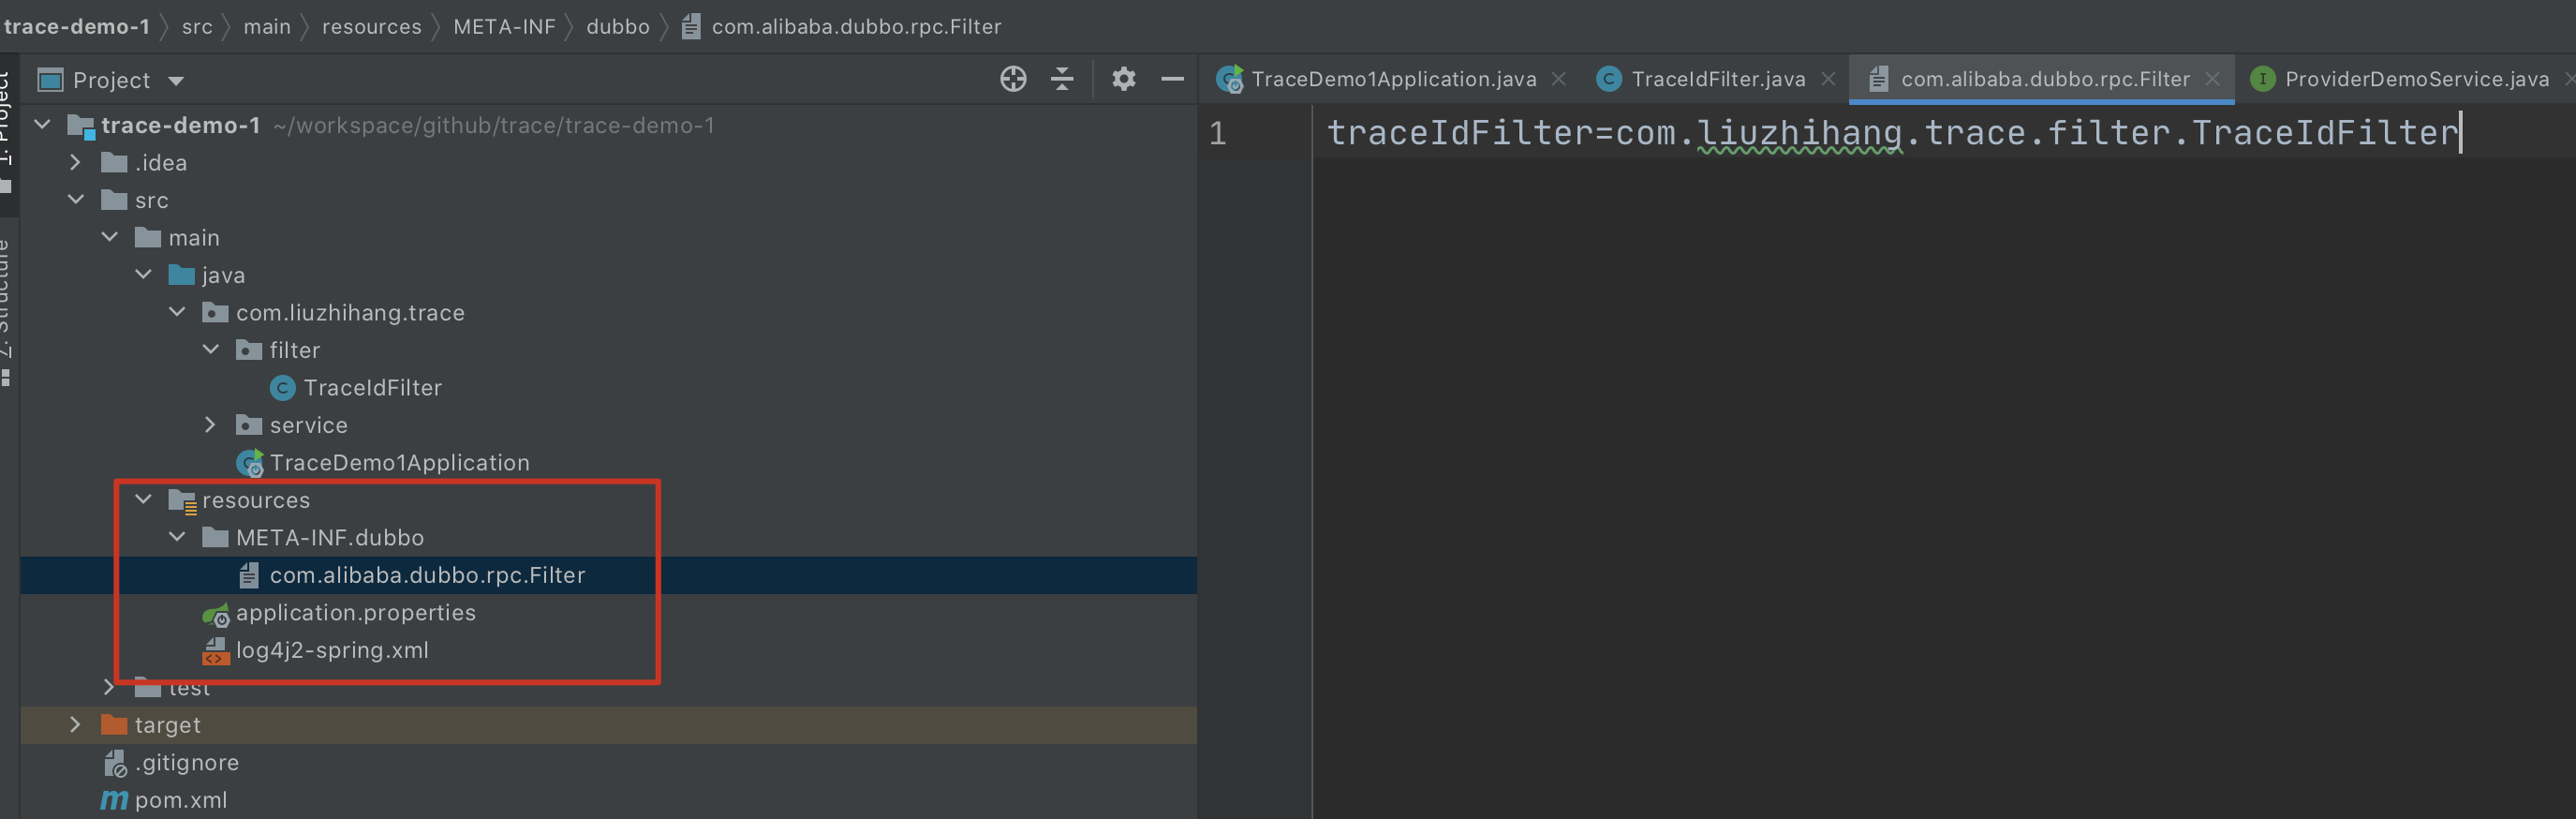 trace-demo-1 src main resources META-INF dubbo com.alibaba.dubbo.rpc.Filter
1: Project
Z: Structure
Project
TraceDemo1Application.java TraceIdFilter.java com.alibaba.dubbo.rpc.Filter ProviderDemoService.java
trace-demo-1 ~/workspace/github/trace/trace-demo-1
.idea
src
main
java
com.liuzhihang.trace
filter
TraceIdFilter
service
TraceDemo1Application
resources
META-INF.dubbo
com.alibaba.dubbo.rpc.Filter
application.properties
log4j2-spring.xml
test
target
.gitignore
pom.xml
1 traceIdFilter=com.liuzhihang.trace.filter.TraceIdFilter